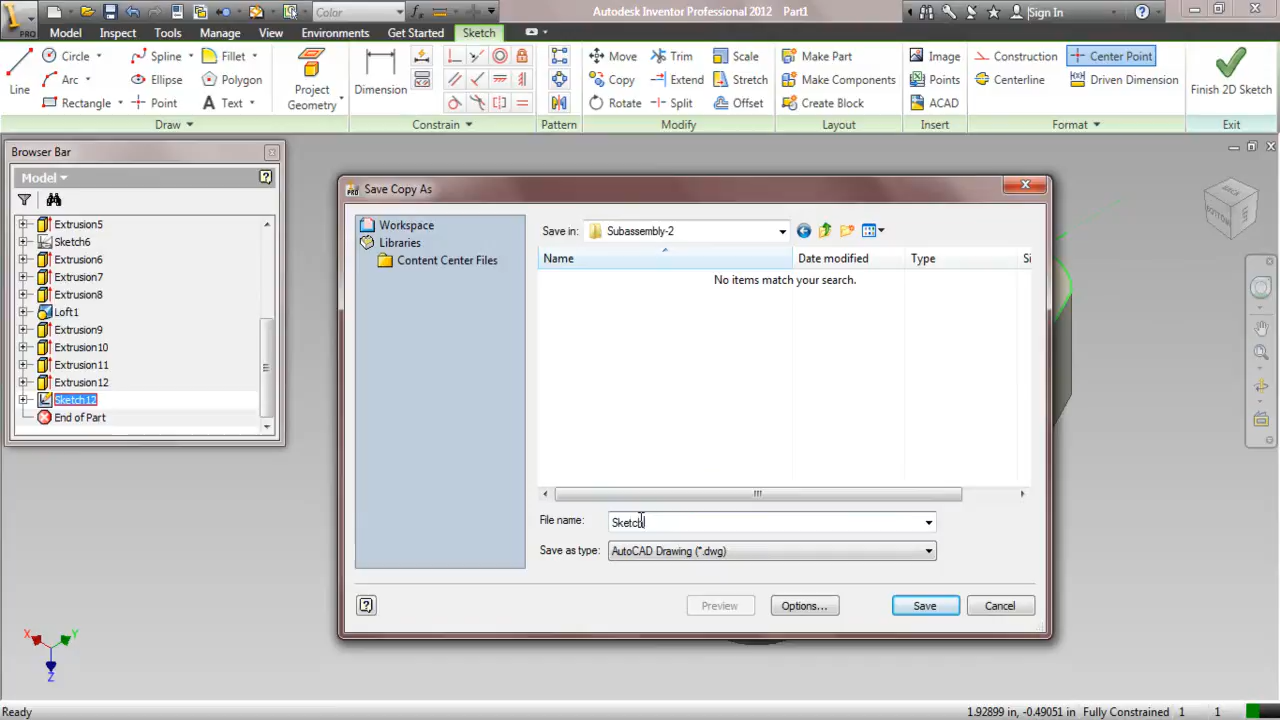 Color
Autodesk Inventor Professional 2012 Part1
Sign In
PRO
Model Inspect Tools Manage View Environments Get Started Sketch
Line
Circle
Arc
Rectangle
Spline
Ellipse
Point
Fillet
Polygon
Text
Project Geometry
Dimension
Move
Copy
Rotate
Trim
Extend
Split
Scale
Stretch
Offset
Make Part
Make Components
Create Block
Image
Points
ACAD
Construction
Centerline
Center Point
Driven Dimension
Finish 2D Sketch
Draw Constrain Pattern Modify Layout Insert Format Exit
Browser Bar
Model
Extrusion5
Sketch6
Extrusion6
Extrusion7
Extrusion8
Loft1
Extrusion9
Extrusion10
Extrusion11
Extrusion12
Sketch12
End of Part
PRO Save Copy As
Workspace
Libraries
Content Center Files
Save in: Subassembly-2
Name Date modified Type Si
No items match your search.
File name: Sketch
Save as type: AutoCAD Drawing (*.dwg)
Preview Options... Save Cancel
BACK
BOTTOM
X Y
Z
Ready
1.92899 in, -0.49051 in Fully Constrained 1 1